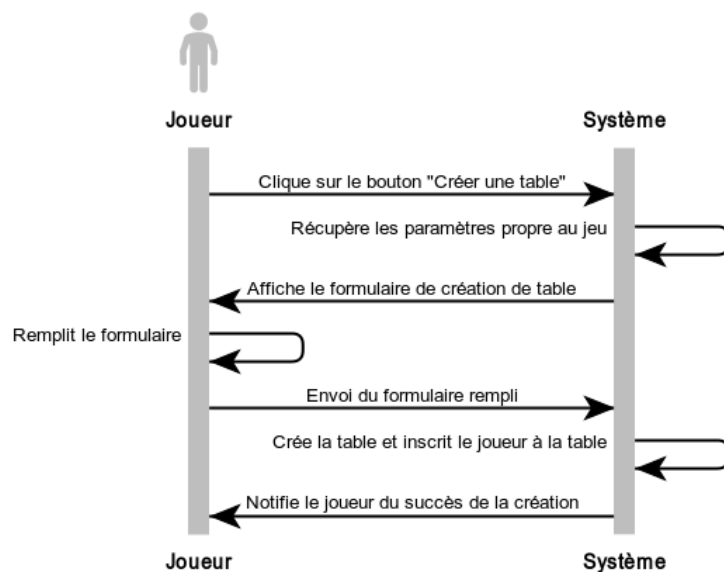 Joueur
Système
Clique sur le bouton "Créer une table"
Récupère les paramètres propre au jeu
Affiche le formulaire de création de table
Remplit le formulaire
Envoi du formulaire rempli
Crée la table et inscrit le joueur à la table
Notifie le joueur du succès de la création
Joueur
Système